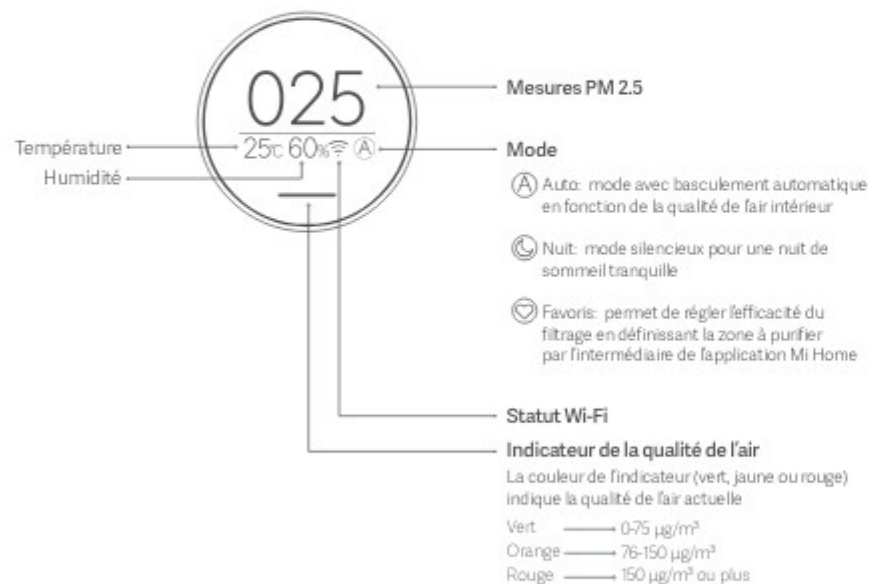 025
25°C 60% A
Température
Humidité
Mesures PM 2.5
Mode
A Auto: mode avec basculement automatique
en fonction de la qualité de l'air intérieur
Nuit: mode silencieux pour une nuit de
sommeil tranquille
Favoris: permet de régler l'efficacité du
filtrage en définissant la zone à purifier
par l'intermédiaire de l'application Mi Home
Statut Wi-Fi
Indicateur de la qualité de l'air
La couleur de l'indicateur (vert, jaune ou rouge)
indique la qualité de l'air actuelle
Vert 0-75 µg/m³
Orange 76-150 µg/m³
Rouge 150 µg/m³ ou plus